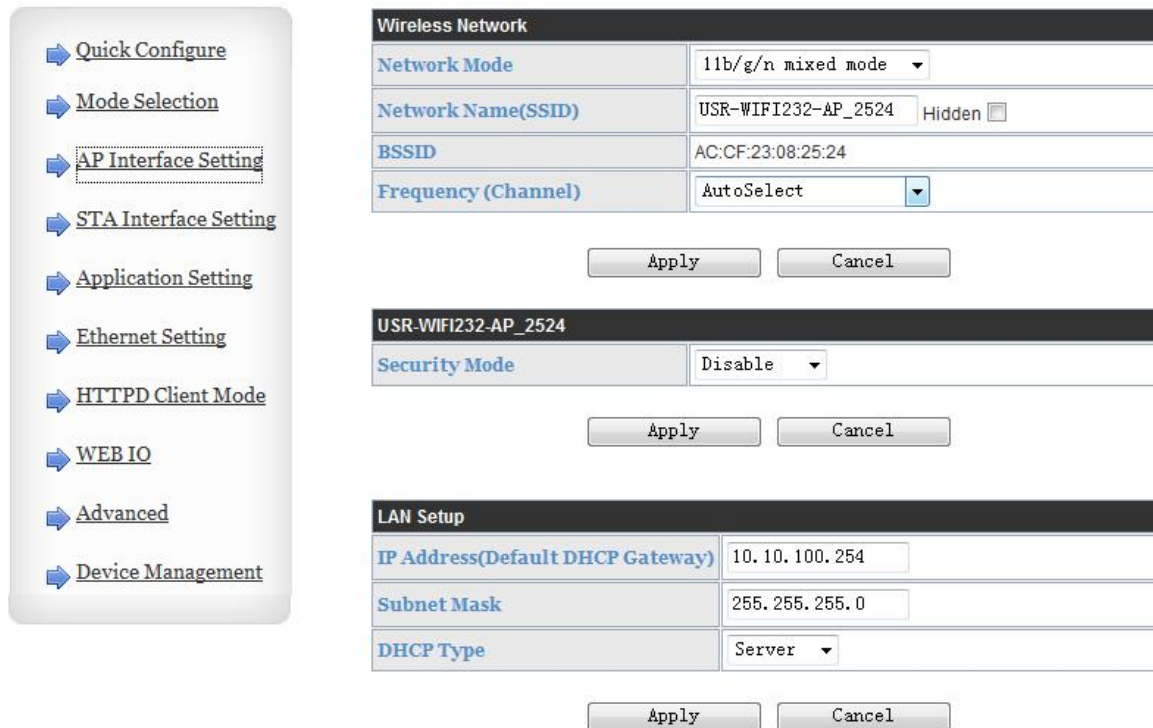 Quick Configure
Mode Selection
AP Interface Setting
STA Interface Setting
Application Setting
Ethernet Setting
HTTPD Client Mode
WEB IO
Advanced
Device Management
Wireless Network
Network Mode 11b/g/n mixed mode
Network Name(SSID) USR-WIFI232-AP_2524 Hidden
BSSID AC:CF:23:08:25:24
Frequency (Channel) AutoSelect
Apply Cancel
USR-WIFI232-AP_2524
Security Mode Disable
Apply Cancel
LAN Setup
IP Address(Default DHCP Gateway) 10.10.100.254
Subnet Mask 255.255.255.0
DHCP Type Server
Apply Cancel